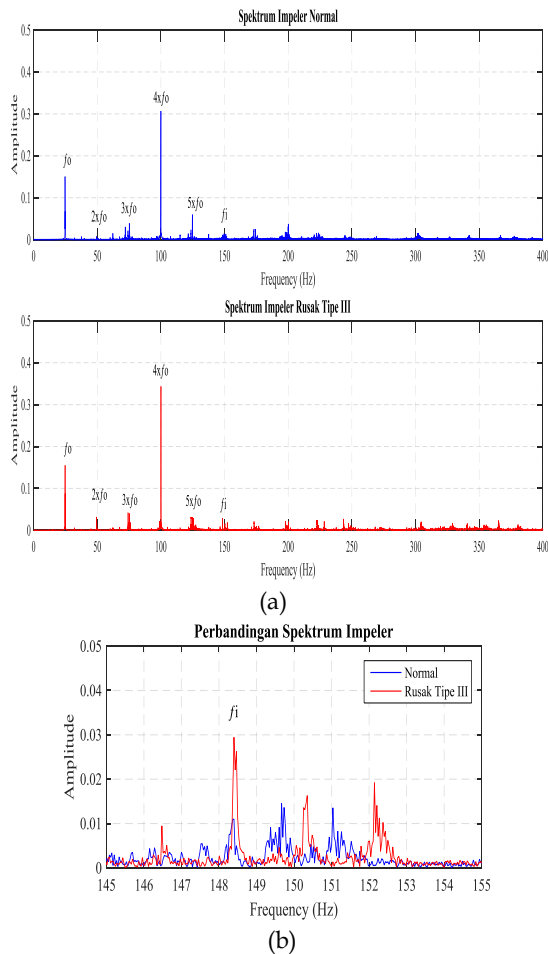 Spektrum Impeler Normal
0.5
0.4
0.3
0.2
0.1
0
Amplitude
fo
2xfo
3xfo
4xfo
5xfo
fi
0 50 100 150 200 250 300 350 400
Frequency (Hz)
Spektrum Impeler Rusak Tipe III
0.5
0.4
0.3
0.2
0.1
0
Amplitude
fo
2xfo
3xfo
4xfo
5xfo
fi
0 50 100 150 200 250 300 350 400
Frequency (Hz)
(a)
Perbandingan Spektrum Impeler
0.05
0.04
0.03
0.02
0.01
0
Amplitude
fi
Normal
Rusak Tipe III
145 146 147 148 149 150 151 152 153 154 155
Frequency (Hz)
(b)